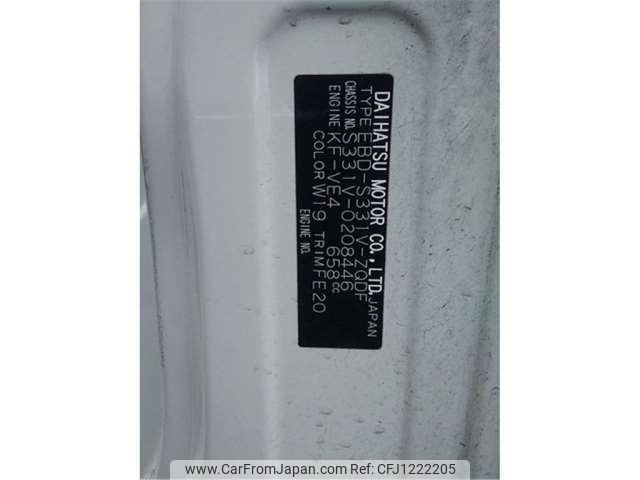 DAIHATSU MOTOR CO.,LTD.JAPAN
TYPE EBD-S331V-ZQDF
CHASSIS NO. S331V-0208446
ENGINE KF-VE4 658cc
COLOR W19 TRIM FE20
ENGINE NO.
www.CarFromJapan.com | CFJ1222205